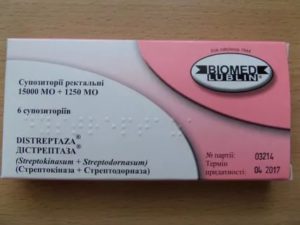 Супозиторії ректальні
15000 МО + 1250 МО
6 супозиторіїв
BIOMED
LUBLIN
DISTREPTAZA®
ДІСТРЕПТАЗА®
(Streptokinasum + Streptodornasum)
(Стрептокіназа + Стрептодорназа)
№ партії: 03214
Термін
придатності: 04 2017